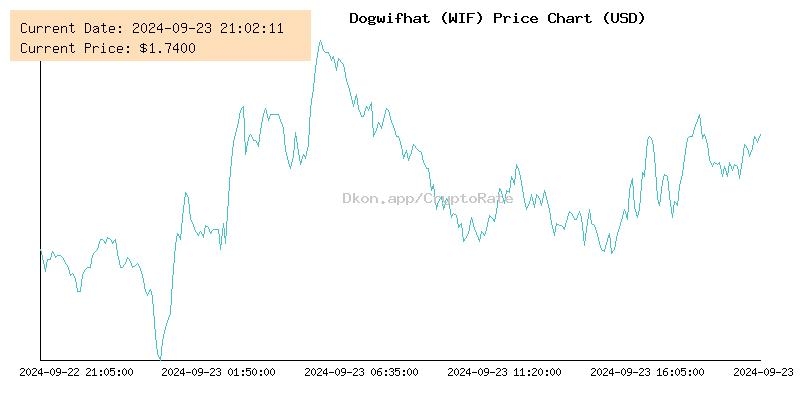 Dogwifhat (WIF) Price Chart (USD)
Current Date: 2024-09-23 21:02:11
Current Price: $1.7400
Dkon.app/CryptoRate
2024-09-22 21:05:00 2024-09-23 01:50:00 2024-09-23 06:35:00 2024-09-23 11:20:00 2024-09-23 16:05:00 2024-09-23